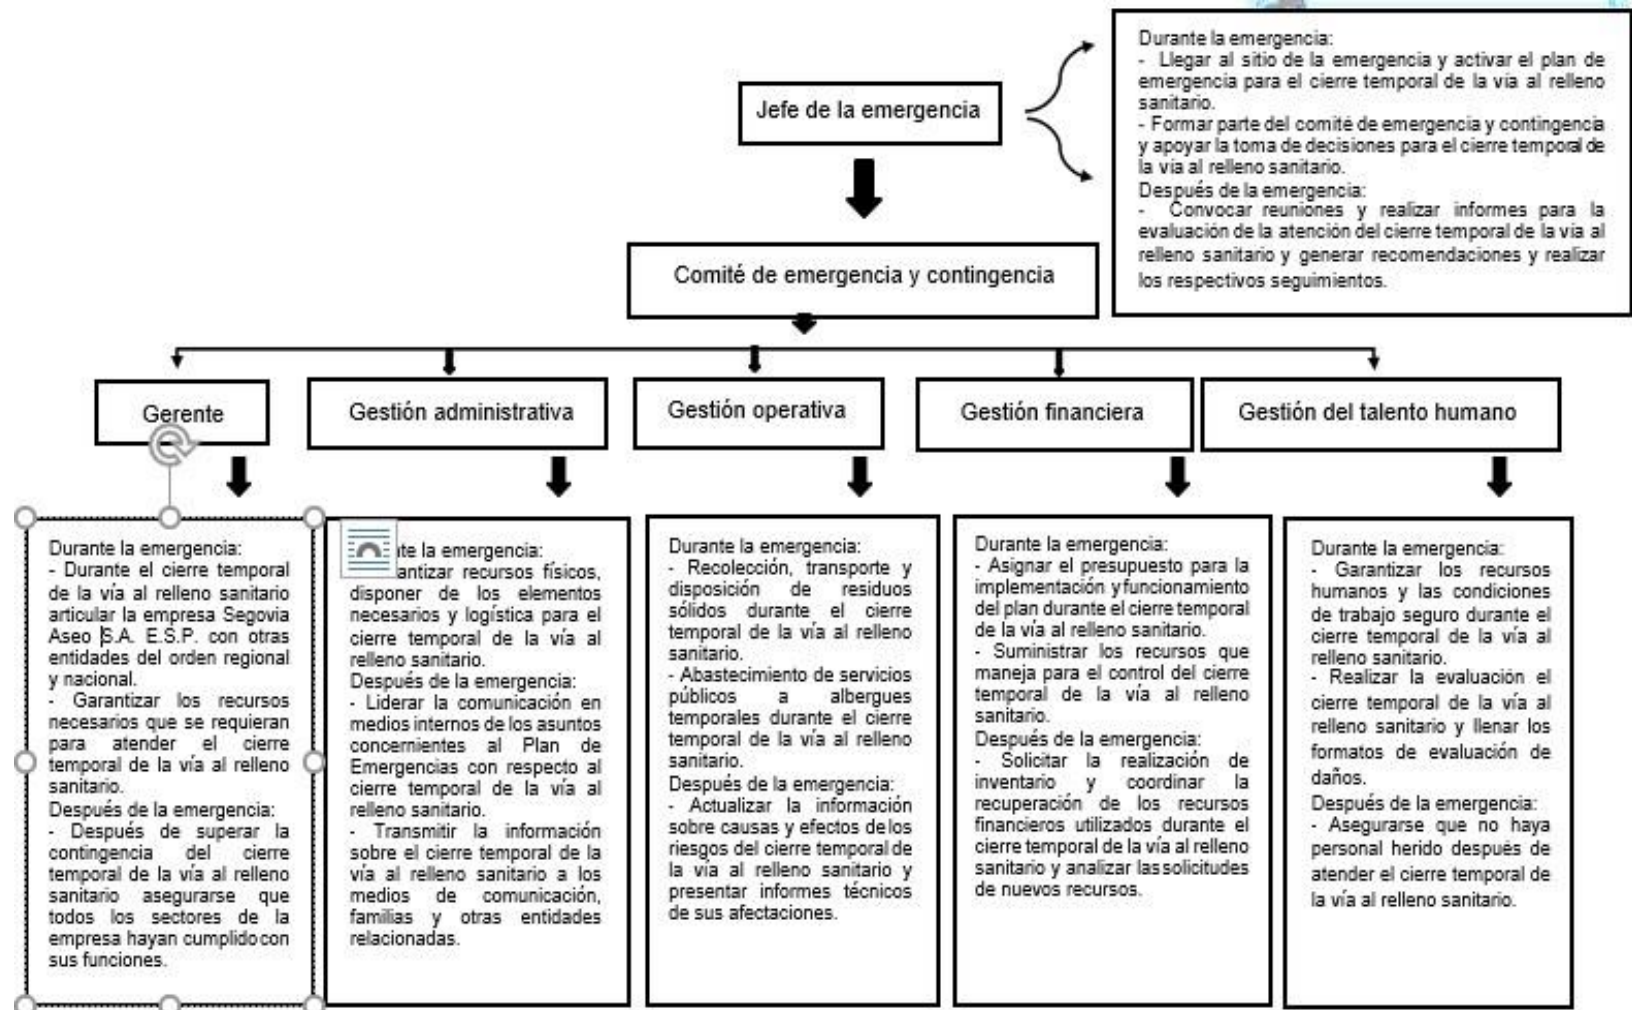 Jefe de la emergencia
Durante la emergencia:
- Llegar al sitio de la emergencia y activar el plan de
emergencia para el cierre temporal de la vía al relleno
sanitario.
- Formar parte del comité de emergencia y contingencia
y apoyar la toma de decisiones para el cierre temporal de
la vía al relleno sanitario.
Después de la emergencia:
- Convocar reuniones y realizar informes para la
evaluación de la atención del cierre temporal de la vía al
relleno sanitario y generar recomendaciones y realizar
los respectivos seguimientos.
Comité de emergencia y contingencia
Gerente
Gestión administrativa
Gestión operativa
Gestión financiera
Gestión del talento humano
Durante la emergencia:
- Durante el cierre temporal
de la vía al relleno sanitario
articular la empresa Segovia
Aseo S.A. E.S.P. con otras
entidades del orden regional
y nacional.
- Garantizar los recursos
necesarios que se requieran
para atender el cierre
temporal de la vía al relleno
sanitario.
Después de la emergencia:
- Después de superar la
contingencia del cierre
temporal de la vía al relleno
sanitario asegurarse que
todos los sectores de la
empresa hayan cumplido con
sus funciones.
te la emergencia:
antizar recursos físicos,
disponer de los elementos
necesarios y logística para el
cierre temporal de la vía al
relleno sanitario.
Después de la emergencia:
- Liderar la comunicación en
medios internos de los asuntos
concernientes al Plan de
Emergencias con respecto al
cierre temporal de la vía al
relleno sanitario.
- Transmitir la información
sobre el cierre temporal de la
vía al relleno sanitario a los
medios de comunicación,
familias y otras entidades
relacionadas.
Durante la emergencia:
- Recolección, transporte y
disposición de residuos
sólidos durante el cierre
temporal de la vía al relleno
sanitario.
- Abastecimiento de servicios
públicos a albergues
temporales durante el cierre
temporal de la vía al relleno
sanitario.
Después de la emergencia:
- Actualizar la información
sobre causas y efectos de los
riesgos del cierre temporal de
la vía al relleno sanitario y
presentar informes técnicos
de sus afectaciones.
Durante la emergencia:
- Asignar el presupuesto para la
implementación y funcionamiento
del plan durante el cierre temporal
de la vía al relleno sanitario.
- Suministrar los recursos que
maneja para el control del cierre
temporal de la vía al relleno
sanitario.
Después de la emergencia:
- Solicitar la realización de
inventario y coordinar la
recuperación de los recursos
financieros utilizados durante el
cierre temporal de la vía al relleno
sanitario y analizar las solicitudes
de nuevos recursos.
Durante la emergencia:
- Garantizar los recursos
humanos y las condiciones
de trabajo seguro durante el
cierre temporal de la vía al
relleno sanitario.
- Realizar la evaluación el
cierre temporal de la vía al
relleno sanitario y llenar los
formatos de evaluación de
daños.
Después de la emergencia:
- Asegurarse que no haya
personal herido después de
atender el cierre temporal de
la vía al relleno sanitario.